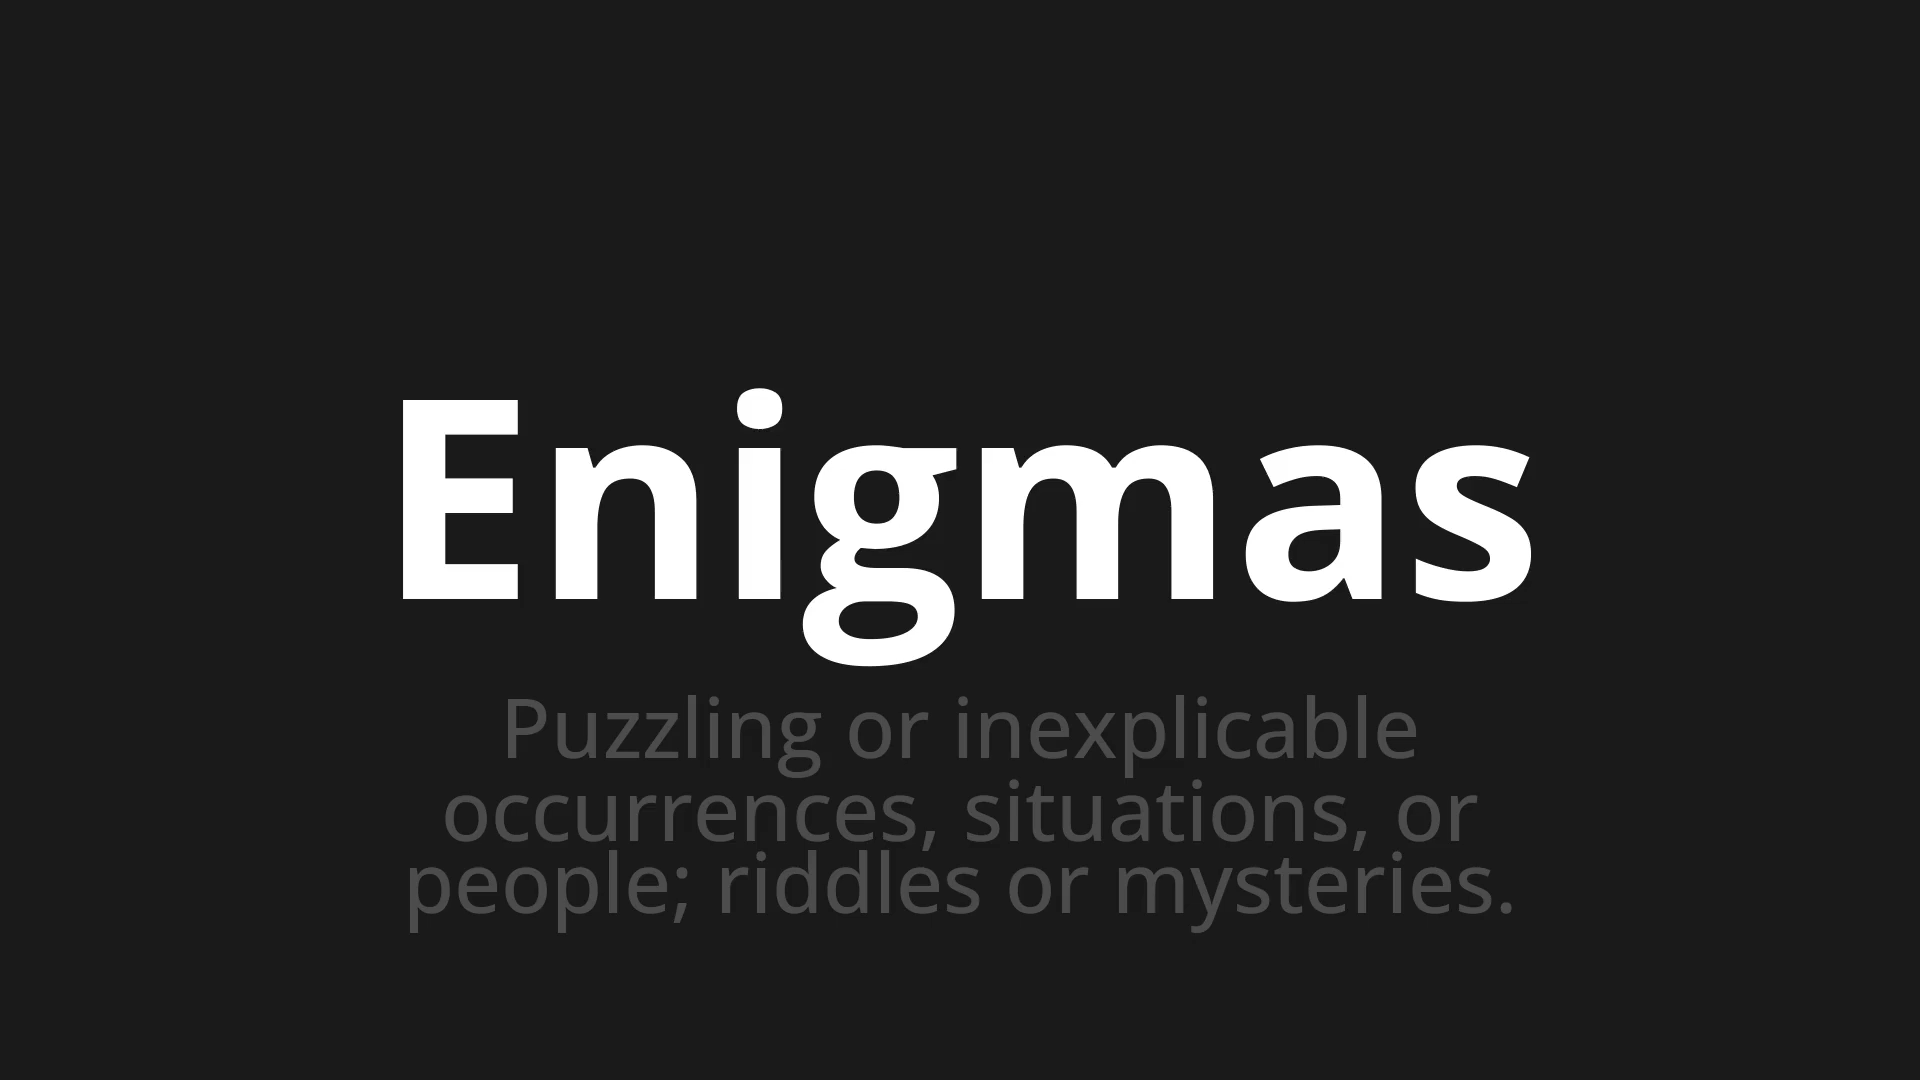 Enigmas
Puzzling or inexplicable
occurrences, situations, or
people; riddles or mysteries.